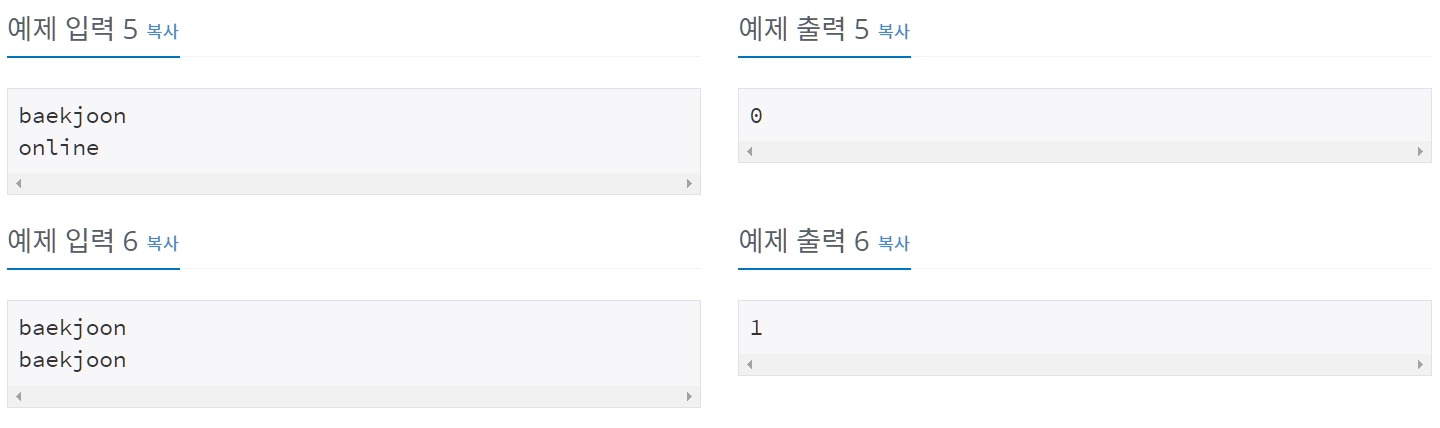 예제 입력 5 복사
baekjoon
online
예제 출력 5 복사
0
예제 입력 6 복사
baekjoon
baekjoon
예제 출력 6 복사
1